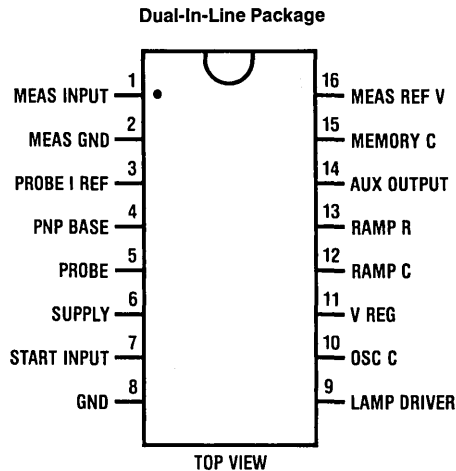 Dual-In-Line Package
MEAS INPUT 1
MEAS GND 2
PROBE I REF 3
PNP BASE 4
PROBE 5
SUPPLY 6
START INPUT 7
GND 8
16 MEAS REF V
15 MEMORY C
14 AUX OUTPUT
13 RAMP R
12 RAMP C
11 V REG
10 OSC C
9 LAMP DRIVER
TOP VIEW